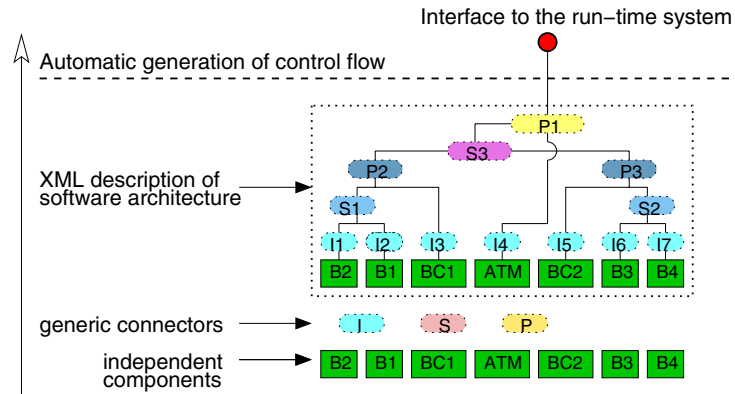 Interface to the run−time system
Automatic generation of control flow
P1
S3
P2 P3
XML description of
software architecture
S1 S2
I1 I2 I3 I4 I5 I6 I7
B2 B1 BC1 ATM BC2 B3 B4
generic connectors I S P
independent
components
B2 B1 BC1 ATM BC2 B3 B4